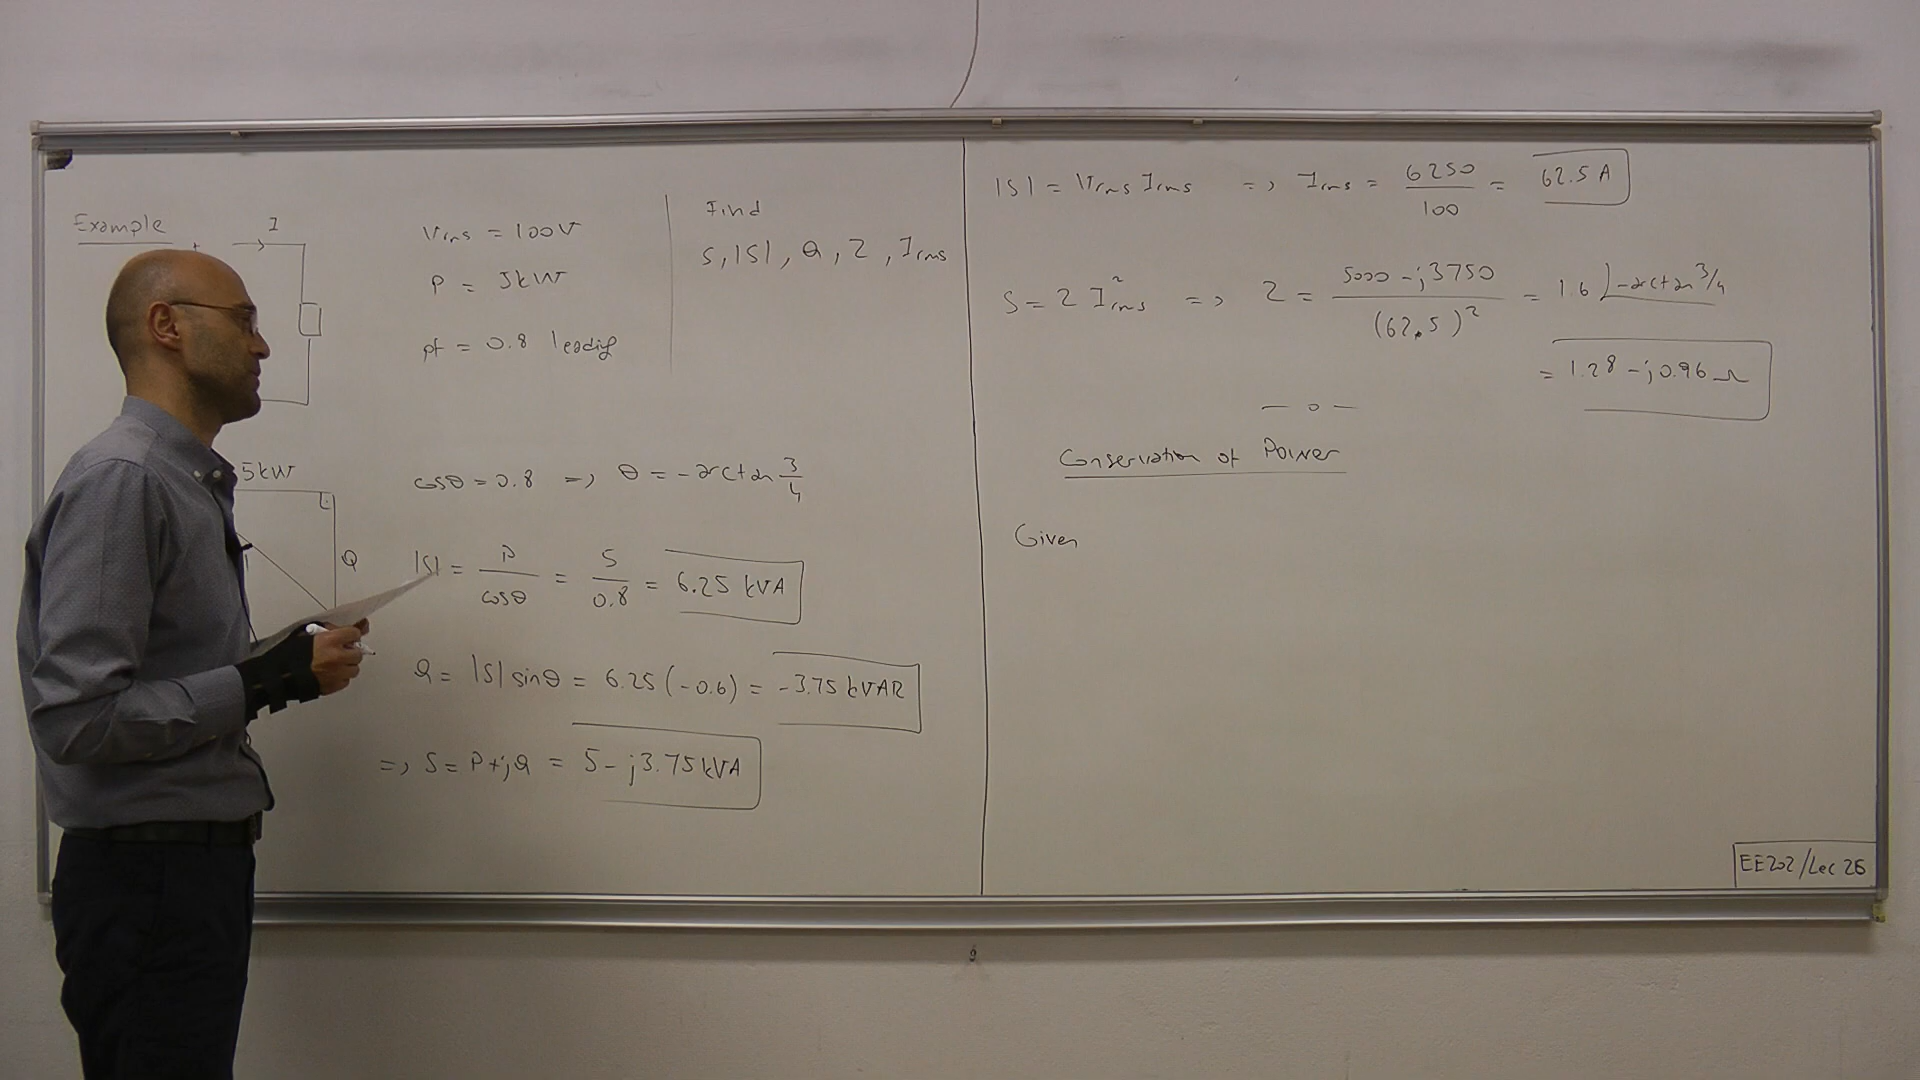 Example
+
I
Vrms = 100V
P = 5kW
pf = 0.8 leading
Find
S, |S|, Q, Z, Irms
5kW
Q
cosθ = 0.8 => θ = -arctan 3/4
|S| = P/cosθ = 5/0.8 = 6.25 kVA
Q = |S| sinθ = 6.25 (-0.6) = -3.75 kVAR
=> S = P+jQ = 5 - j3.75 kVA
|S| = Vrms Irms => Irms = 6250/100 = 62.5 A
S = Z I²rms => Z = 5000 - j3750/(62.5)² = 1.6 ∠-arctan 3/4
= 1.28 - j0.96 Ω
— o —
Conservation of Power
Given
EE202/Lec 26